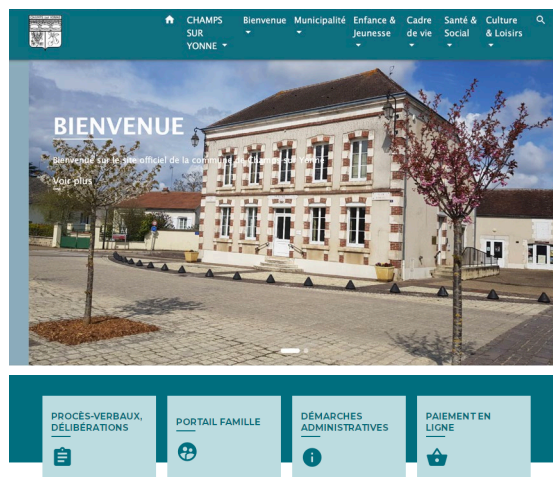 CHAMPS SUR YONNE
Bienvenue
Municipalité
Enfance & Jeunesse
Cadre de vie
Santé & Social
Culture & Loisirs
BIENVENUE
Bienvenue sur le site officiel de la commune de Champs sur Yonne
Voir plus
PROCÈS-VERBAUX,
DÉLIBÉRATIONS
PORTAIL FAMILLE
DÉMARCHES
ADMINISTRATIVES
PAIEMENT EN
LIGNE